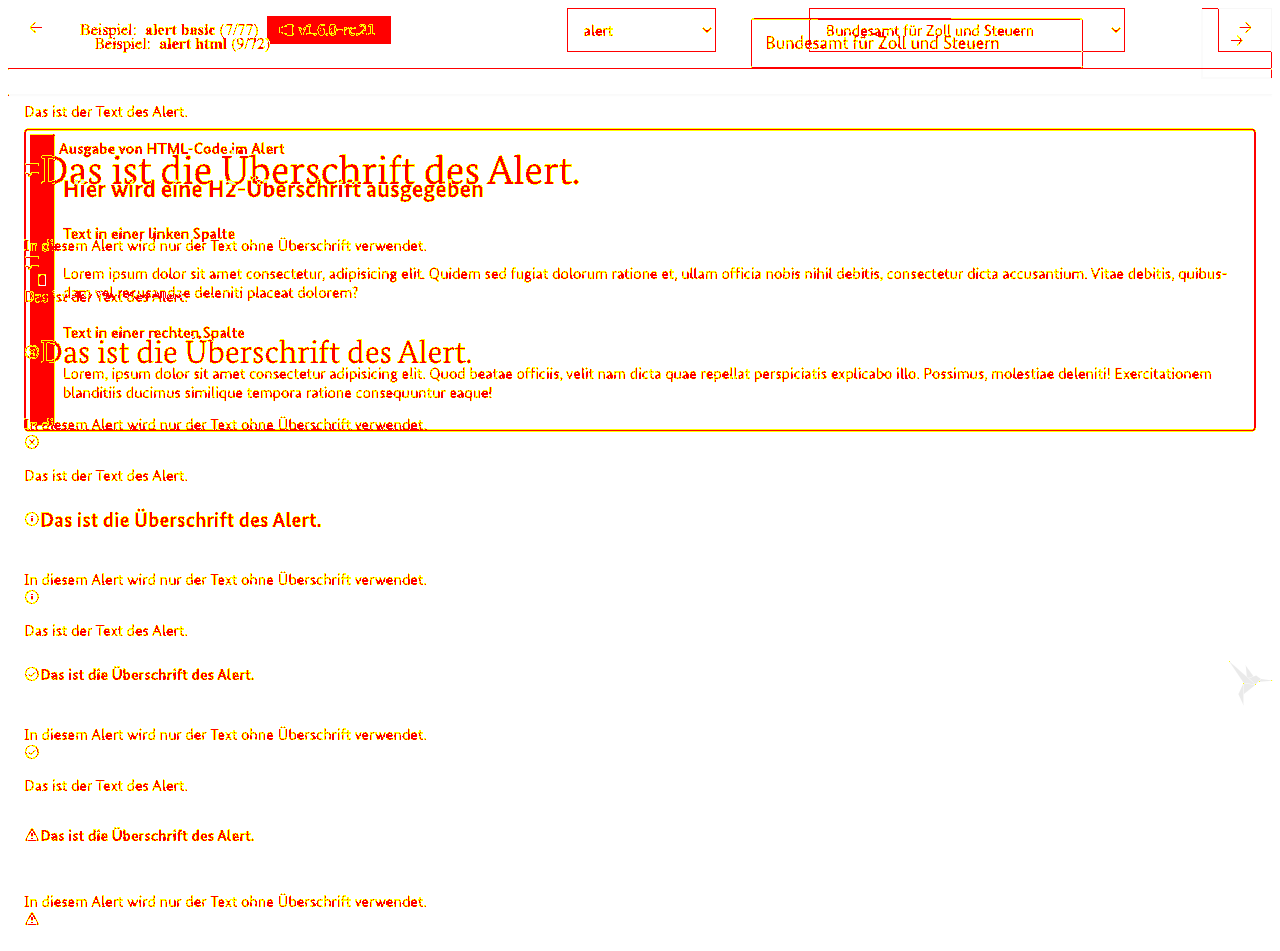 Beispiel: alert basic (7/77)
v1.6.0-rc.21
alert
Bundesamt für Zoll und Steuern
Beispiel: alert html (9/72)
Bundesamt für Zoll und Steuern
Das ist der Text des Alert.
Ausgabe von HTML-Code im Alert
Das ist die Überschrift des Alert.
Hier wird eine H2-Überschrift ausgegeben
Text in einer linken Spalte
In diesem Alert wird nur der Text ohne Überschrift verwendet.
Lorem ipsum dolor sit amet consectetur, adipisicing elit. Quidem sed fugiat dolorum ratione et, ullam officia nobis nihil debitis, consectetur dicta accusantium. Vitae debitis, quibus-
dam vel recusandae deleniti placeat dolorem?
Das ist der Text des Alert.
Text in einer rechten Spalte
Das ist die Überschrift des Alert.
Lorem, ipsum dolor sit amet consectetur adipisicing elit. Quod beatae officiis, velit nam dicta quae repellat perspiciatis explicabo illo. Possimus, molestiae deleniti! Exercitationem
blanditiis ducimus similique tempora ratione consequuntur eaque!
In diesem Alert wird nur der Text ohne Überschrift verwendet.
Das ist der Text des Alert.
Das ist die Überschrift des Alert.
In diesem Alert wird nur der Text ohne Überschrift verwendet.
Das ist der Text des Alert.
Das ist die Überschrift des Alert.
In diesem Alert wird nur der Text ohne Überschrift verwendet.
Das ist der Text des Alert.
Das ist die Überschrift des Alert.
In diesem Alert wird nur der Text ohne Überschrift verwendet.